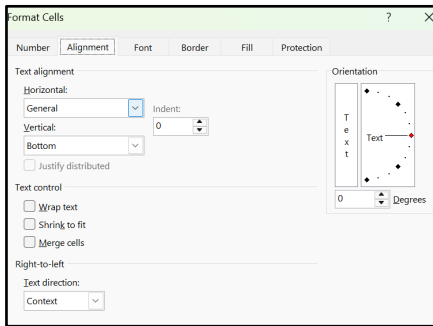 Format Cells ? X
Number Alignment Font Border Fill Protection
Text alignment
Horizontal:
General
Indent:
0
Vertical:
Bottom
Justify distributed
Text control
Wrap text
Shrink to fit
Merge cells
Right-to-left
Text direction:
Context
Orientation
Text
Text
0 Degrees